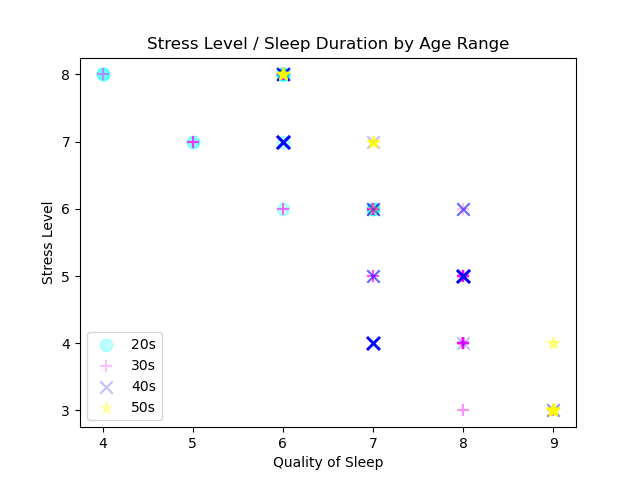 Stress Level / Sleep Duration by Age Range
8
7
6
5
4
3
Stress Level
20s
30s
40s
50s
4
5
6
7
8
9
Quality of Sleep